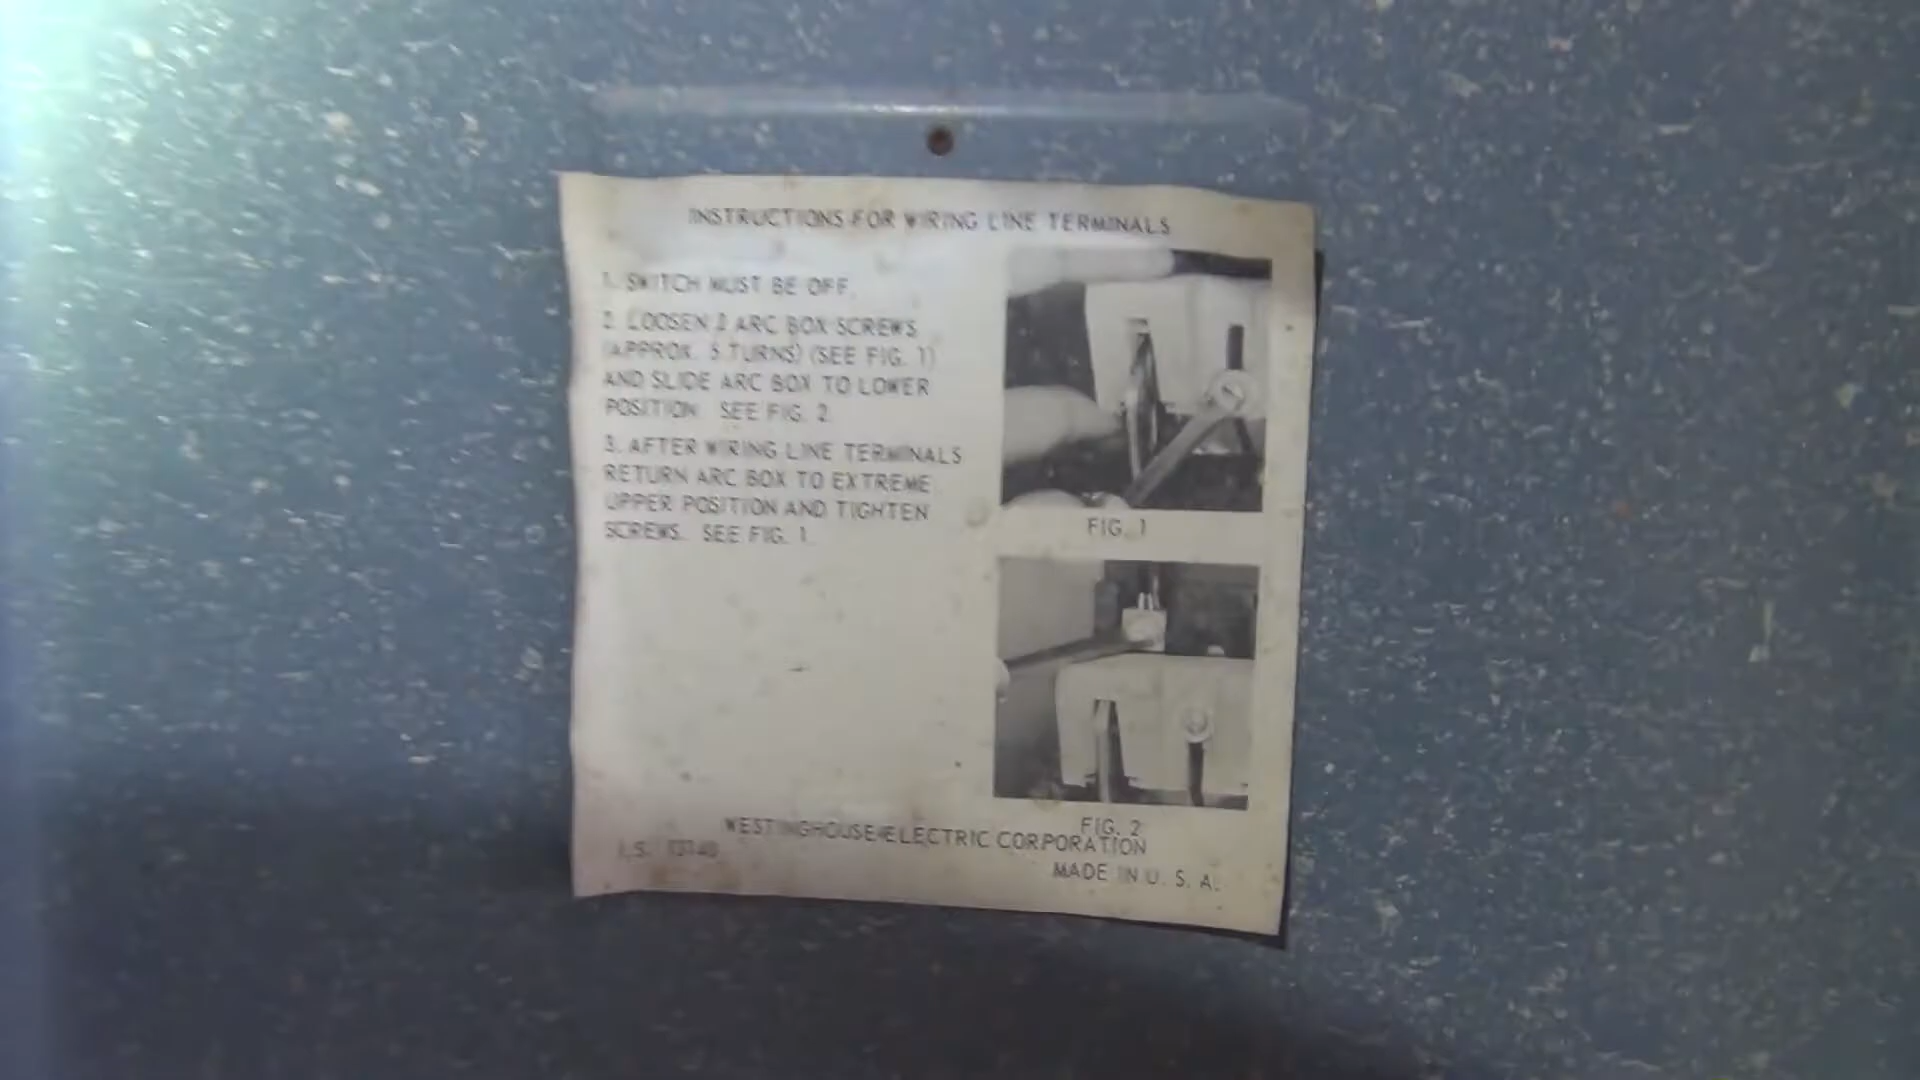 INSTRUCTIONS FOR WIRING LINE TERMINALS
1. SWITCH MUST BE OFF.
2. LOOSEN 2 ARC BOX SCREWS
(APPROX. 5 TURNS) (SEE FIG. 1)
AND SLIDE ARC BOX TO LOWER
POSITION. SEE FIG. 2.
3. AFTER WIRING LINE TERMINALS
RETURN ARC BOX TO EXTREME
UPPER POSITION AND TIGHTEN
SCREWS. SEE FIG. 1.
FIG. 1
FIG. 2
WESTINGHOUSE ELECTRIC CORPORATION
I.S.
MADE IN U. S. A.